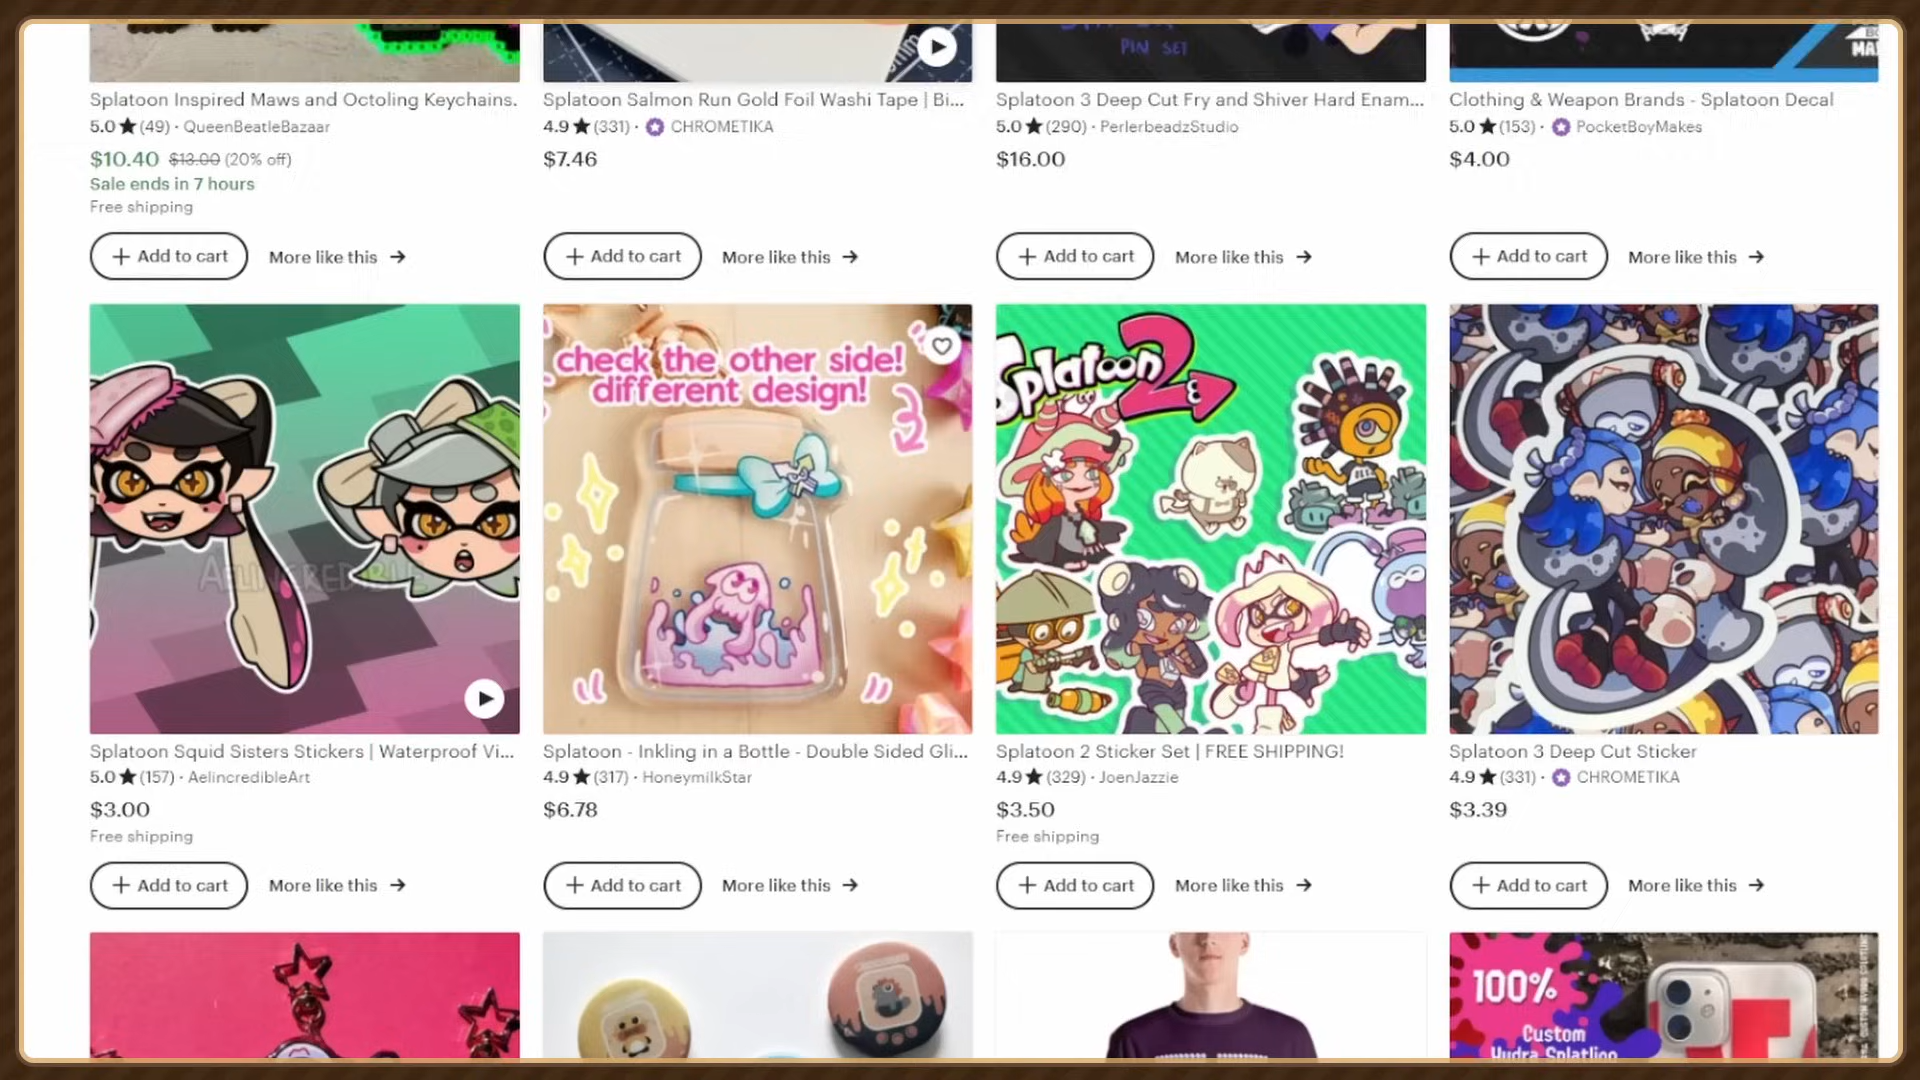 PIN SET
Splatoon Inspired Maws and Octoling Keychains.
5.0 ★ (49) · QueenBeatleBazaar
$10.40 $13.00 (20% off)
Sale ends in 7 hours
Free shipping
+ Add to cart More like this →
Splatoon Salmon Run Gold Foil Washi Tape | Bi...
4.9 ★ (331) · CHROMETIKA
$7.46
+ Add to cart More like this →
Splatoon 3 Deep Cut Fry and Shiver Hard Enam...
5.0 ★ (290) · PerlerbeadzStudio
$16.00
+ Add to cart More like this →
Clothing & Weapon Brands - Splatoon Decal
5.0 ★ (153) · PocketBoyMakes
$4.00
+ Add to cart More like this →
AELINCREDIBLE
Splatoon Squid Sisters Stickers | Waterproof Vi...
5.0 ★ (157) · AelincredibleArt
$3.00
Free shipping
+ Add to cart More like this →
check the other side!
different design!
Splatoon - Inkling in a Bottle - Double Sided Gli...
4.9 ★ (317) · HoneymilkStar
$6.78
+ Add to cart More like this →
Splatoon 2
Splatoon 2 Sticker Set | FREE SHIPPING!
4.9 ★ (329) · JoenJazzie
$3.50
Free shipping
+ Add to cart More like this →
Splatoon 3 Deep Cut Sticker
4.9 ★ (331) · CHROMETIKA
$3.39
+ Add to cart More like this →
100%
Custom
Hydra Splatling